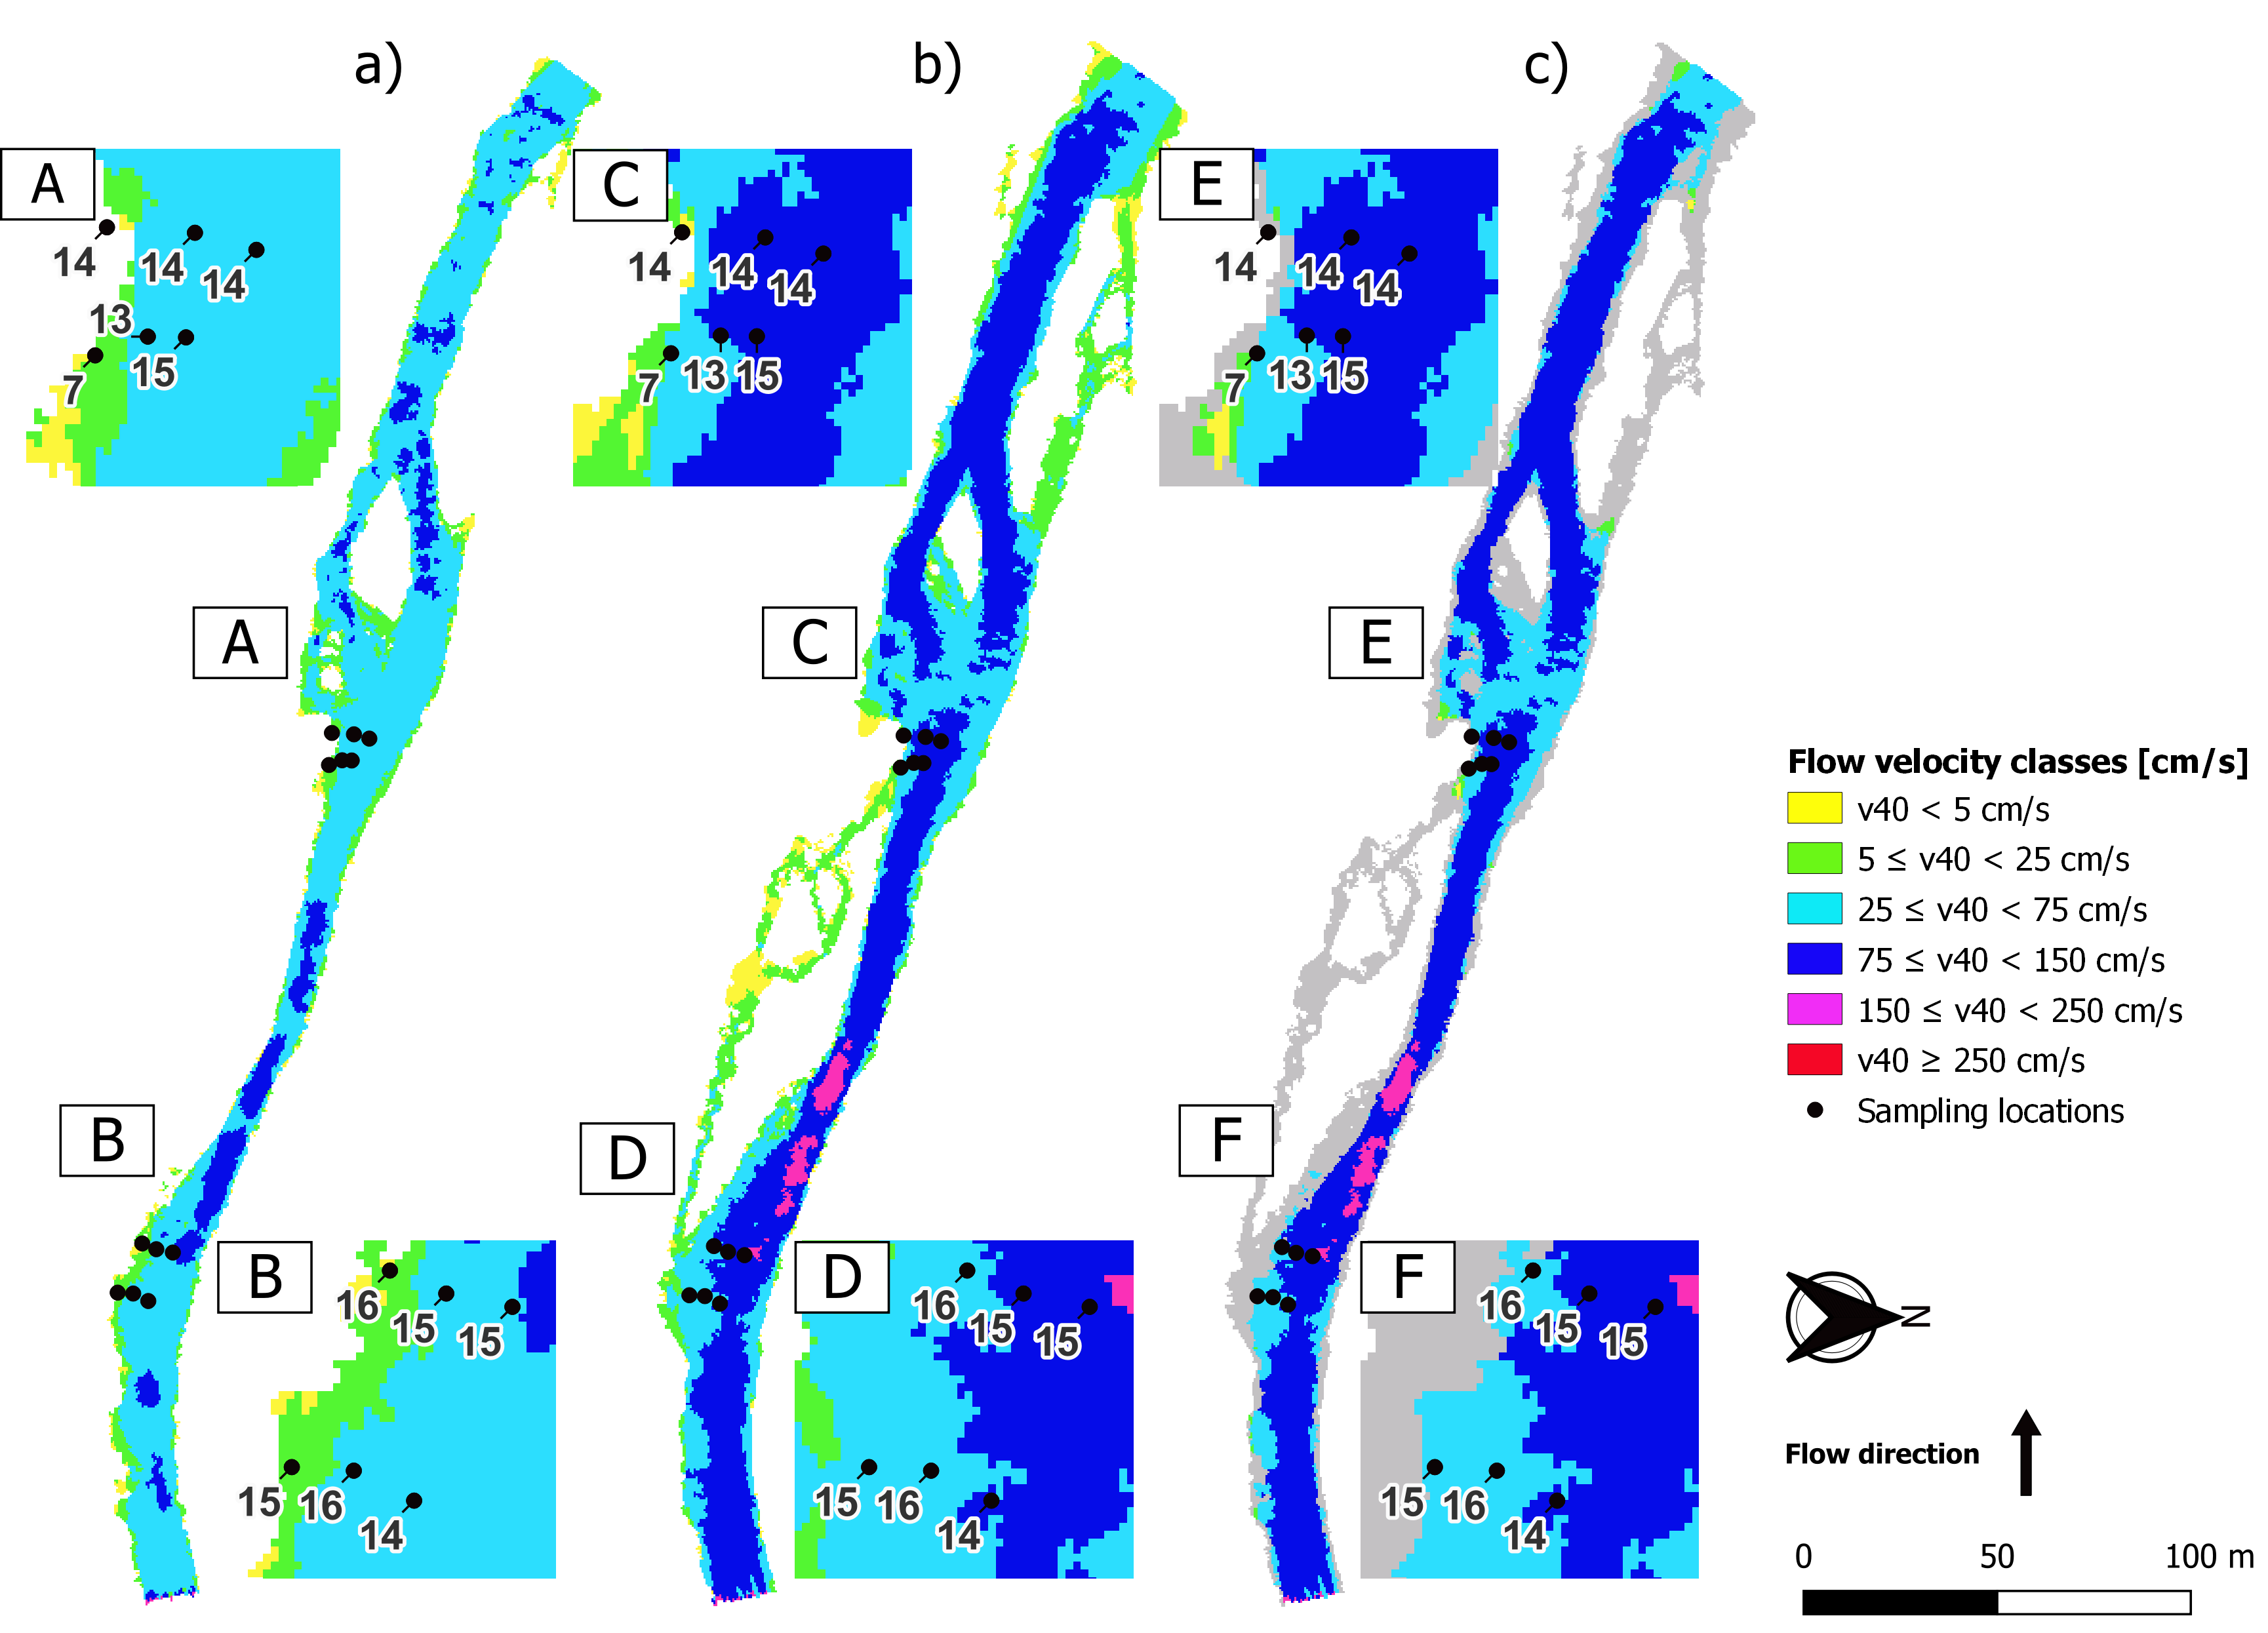 a)
b)
c)
A
C
E
14
14
14
13
15
7
14
14
14
7
13
15
14
14
14
7
13
15
A
C
E
Flow velocity classes [cm/s]
v40 < 5 cm/s
5 ≤ v40 < 25 cm/s
25 ≤ v40 < 75 cm/s
75 ≤ v40 < 150 cm/s
150 ≤ v40 < 250 cm/s
v40 ≥ 250 cm/s
Sampling locations
B
D
F
B
D
F
16
15
15
15
16
14
16
15
15
15
16
14
16
15
15
15
16
14
N
Flow direction
0 50 100 m